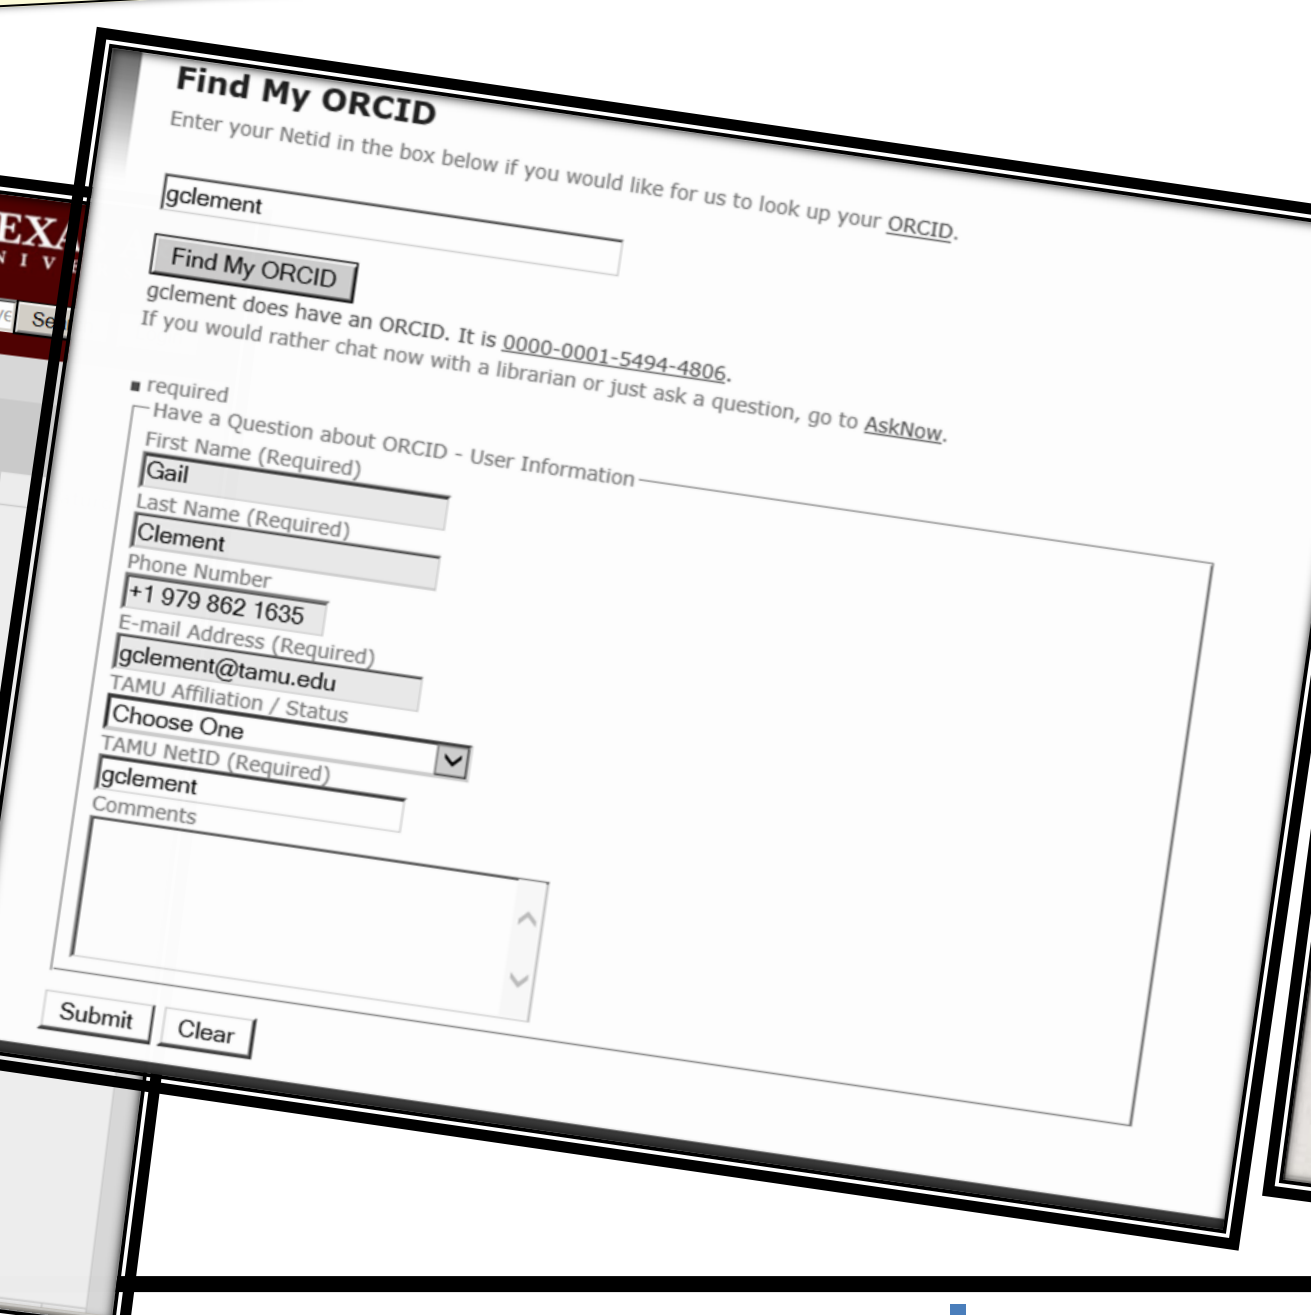 Find My ORCID
Enter your Netid in the box below if you would like for us to look up your ORCID.
gclement
Find My ORCID
gclement does have an ORCID. It is 0000-0001-5494-4806.
If you would rather chat now with a librarian or just ask a question, go to AskNow.
required
Have a Question about ORCID - User Information
First Name (Required)
Gail
Last Name (Required)
Clement
Phone Number
+1 979 862 1635
E-mail Address (Required)
gclement@tamu.edu
TAMU Affiliation / Status
Choose One
TAMU NetID (Required)
gclement
Comments
Submit Clear